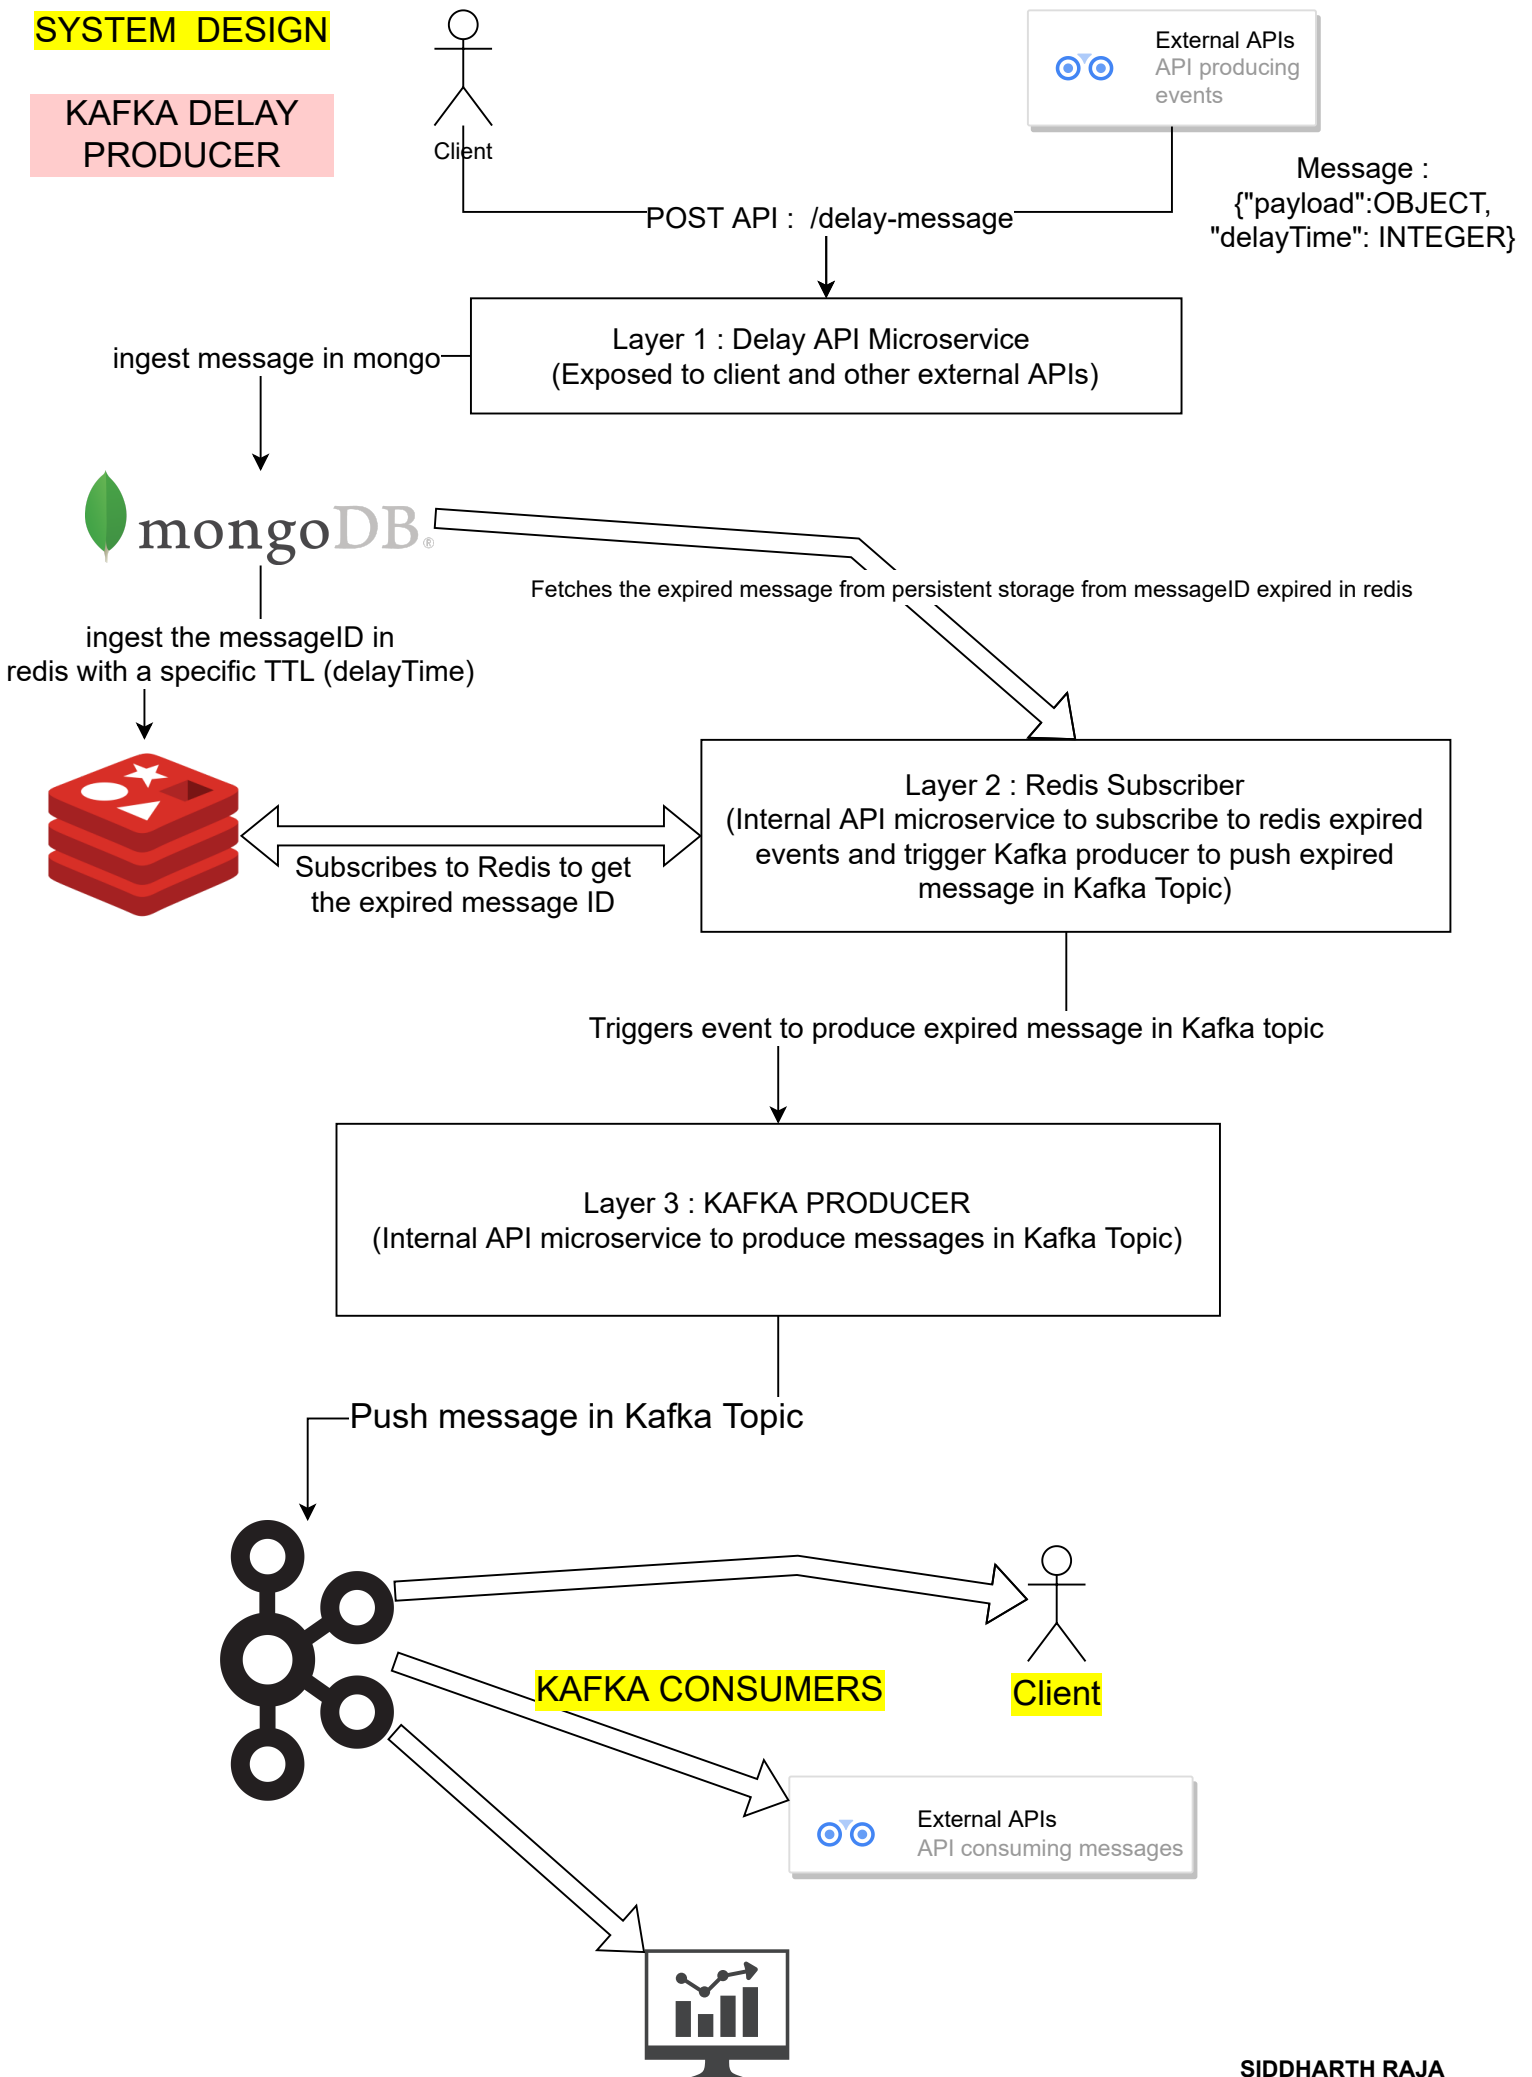 SYSTEM  DESIGN
KAFKA DELAY
PRODUCER
Client
External APIs
API producing
events
Message :
{"payload":OBJECT,
"delayTime": INTEGER}
POST API :  /delay-message
Layer 1 : Delay API Microservice
(Exposed to client and other external APIs)
ingest message in mongo
mongoDB®
Fetches the expired message from persistent storage from messageID expired in redis
ingest the messageID in
redis with a specific TTL (delayTime)
Layer 2 : Redis Subscriber
(Internal API microservice to subscribe to redis expired
events and trigger Kafka producer to push expired
message in Kafka Topic)
Subscribes to Redis to get
the expired message ID
Triggers event to produce expired message in Kafka topic
Layer 3 : KAFKA PRODUCER
(Internal API microservice to produce messages in Kafka Topic)
Push message in Kafka Topic
KAFKA CONSUMERS
Client
External APIs
API consuming messages
SIDDHARTH RAJA